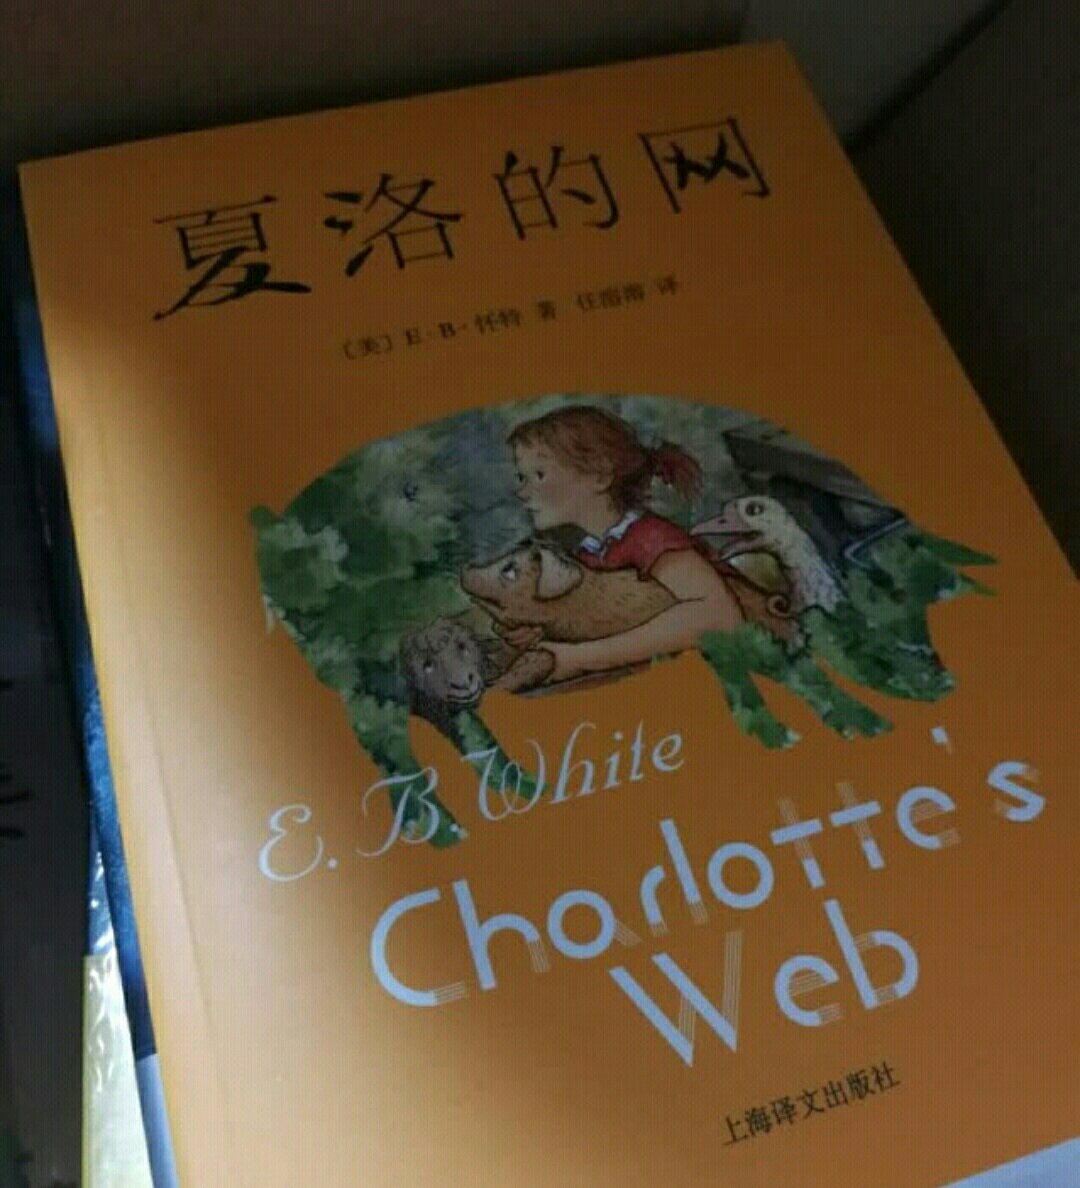 夏洛的网
〔美〕E·B·怀特 著 任溶溶 译
E. B. White
Charlotte's
Web
上海译文出版社